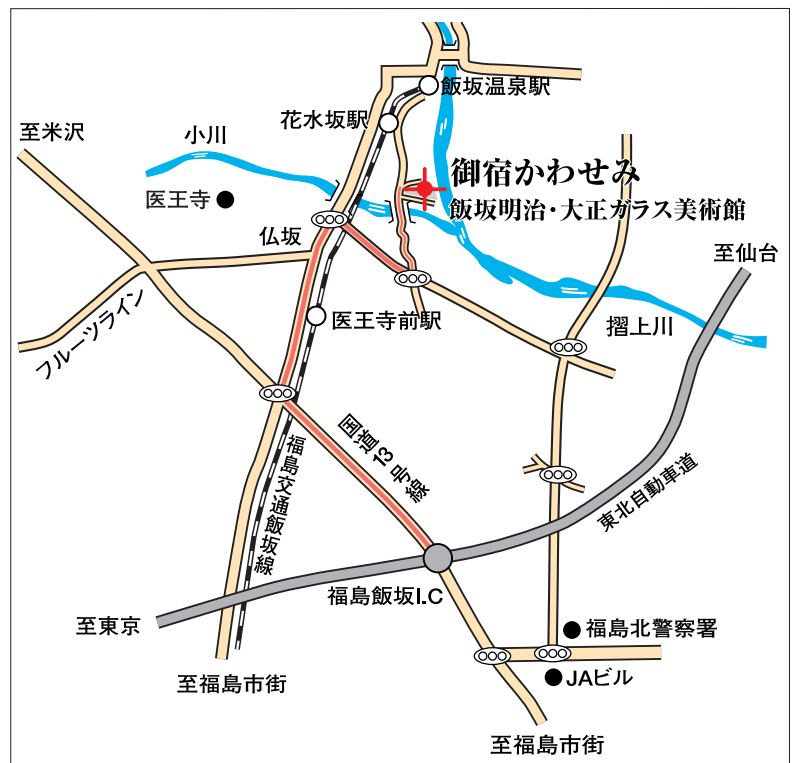 飯坂温泉駅
花水坂駅
至米沢
小川
御宿かわせみ
医王寺
飯坂明治・大正ガラス美術館
仏坂
至仙台
フルーツライン
医王寺前駅
摺上川
国道13号線
福島交通飯坂線
東北自動車道
福島飯坂I.C
至東京
福島北警察署
JAビル
至福島市街
至福島市街